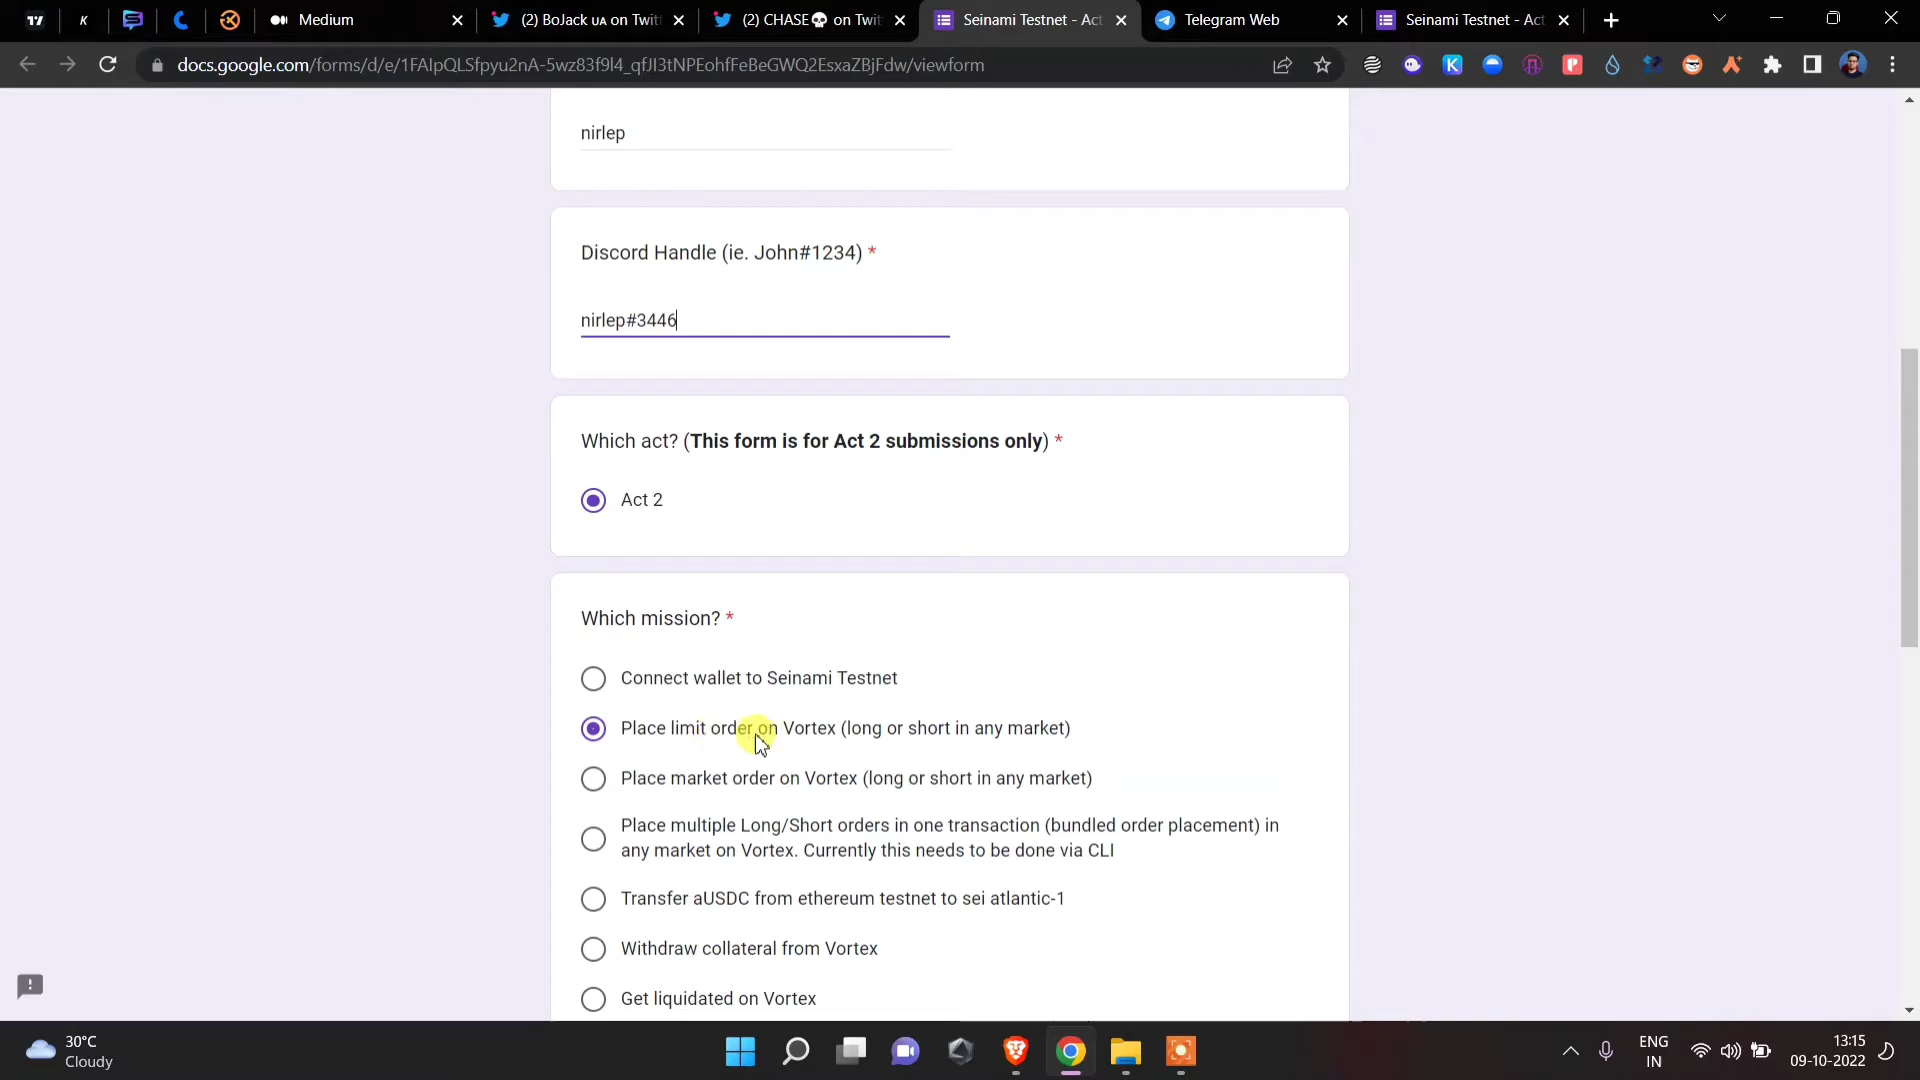 Medium
(2) BoJack ᴜᴀ on Twitt
(2) CHASE💀 on Twit
Seinami Testnet - Act
Telegram Web
Seinami Testnet - Act
docs.google.com/forms/d/e/1FAIpQLSfpyu2nA-5wz83f9l4_qfJI3tNPEohfFeBeGWQ2EsxaZBjFdw/viewform
nirlep
Discord Handle (ie. John#1234) *
nirlep#3446
Which act? (This form is for Act 2 submissions only) *
Act 2
Which mission? *
Connect wallet to Seinami Testnet
Place limit order on Vortex (long or short in any market)
Place market order on Vortex (long or short in any market)
Place multiple Long/Short orders in one transaction (bundled order placement) in
any market on Vortex. Currently this needs to be done via CLI
Transfer aUSDC from ethereum testnet to sei atlantic-1
Withdraw collateral from Vortex
Get liquidated on Vortex
30°C
Cloudy
ENG
IN
13:15
09-10-2022